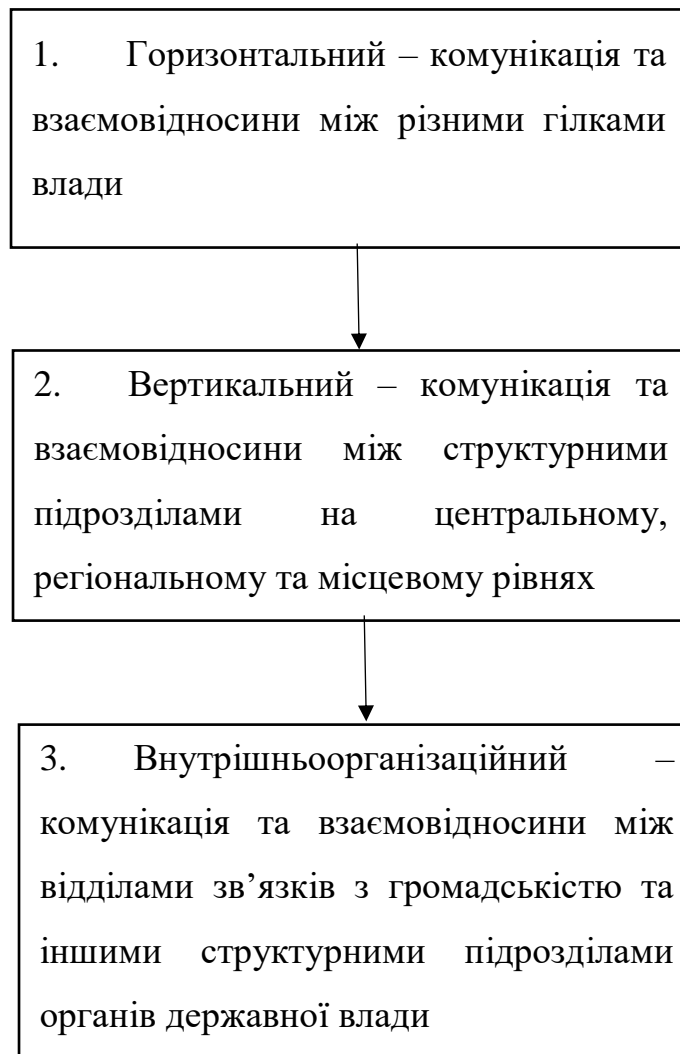 1. Горизонтальний – комунікація та
взаємовідносини між різними гілками
влади
2. Вертикальний – комунікація та
взаємовідносини між структурними
підрозділами на центральному,
регіональному та місцевому рівнях
3. Внутрішньоорганізаційний –
комунікація та взаємовідносини між
відділами зв’язків з громадськістю та
іншими структурними підрозділами
органів державної влади